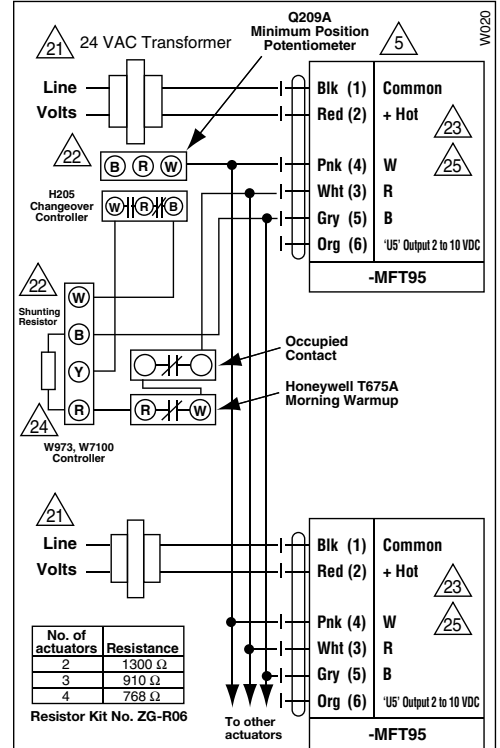 W020
21 24 VAC Transformer
Q209A
Minimum Position
Potentiometer
5
Line
Volts
Blk (1) Common
Red (2) + Hot
23
Pnk (4) W
25
Wht (3) R
Gry (5) B
Org (6) ‘U5’ Output 2 to 10 VDC
-MFT95
22
B R W
H205
Changeover
Controller
W R B
22
Shunting
Resistor
W
B
Y
R
24
W973, W7100
Controller
Occupied
Contact
R W
Honeywell T675A
Morning Warmup
21
Line
Volts
Blk (1) Common
Red (2) + Hot
23
Pnk (4) W
25
Wht (3) R
Gry (5) B
Org (6) ‘U5’ Output 2 to 10 VDC
-MFT95
No. of
actuators Resistance
2 1300 Ω
3 910 Ω
4 768 Ω
Resistor Kit No. ZG-R06
To other
actuators